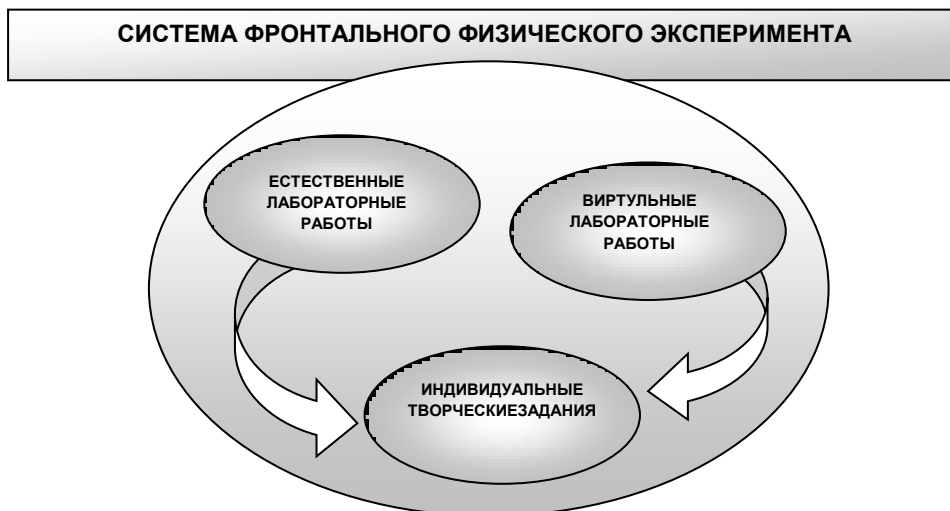 СИСТЕМА ФРОНТАЛЬНОГО ФИЗИЧЕСКОГО ЭКСПЕРИМЕНТА
ЕСТЕСТВЕННЫЕ
ЛАБОРАТОРНЫЕ
РАБОТЫ
ВИРТУЛЬНЫЕ
ЛАБОРАТОРНЫЕ
РАБОТЫ
ИНДИВИДУАЛЬНЫЕ
ТВОРЧЕСКИЕЗАДАНИЯ